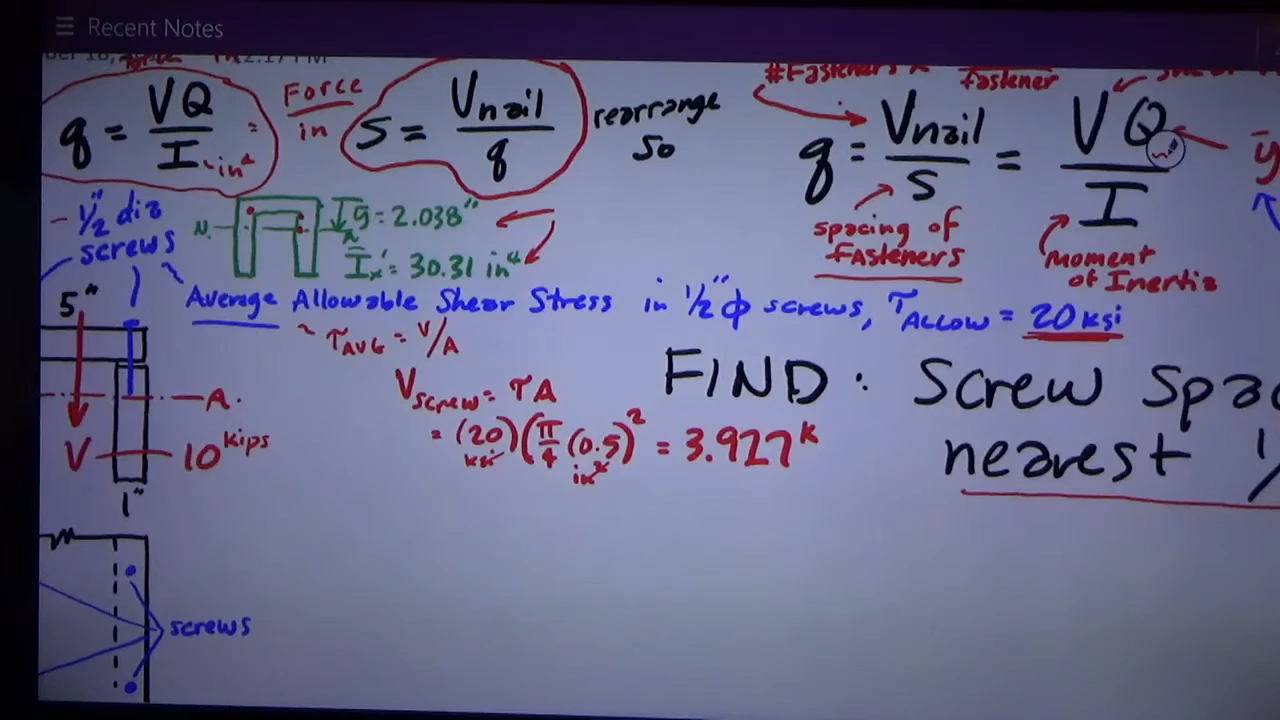 Recent Notes
q = VQ / I = Force / in
in⁴
S = Vnail / q
rearrange
so
#Fasteners
fastener
q = Vnail / S = VQ / I
spacing of
Fasteners
moment
of Inertia
ȳ
1/2" dia
screws
N.
A
ȳ = 2.038"
Ix' = 30.31 in⁴
Average Allowable Shear Stress in 1/2" φ screws, τALLOW = 20 ksi
~ τAVG = V/A
5"
Vscrew = τA
= (20)(π/4 (0.5)² = 3.927k
ksi
in²
FIND: Screw
nearest
A.
V
10 kips
1"
screws